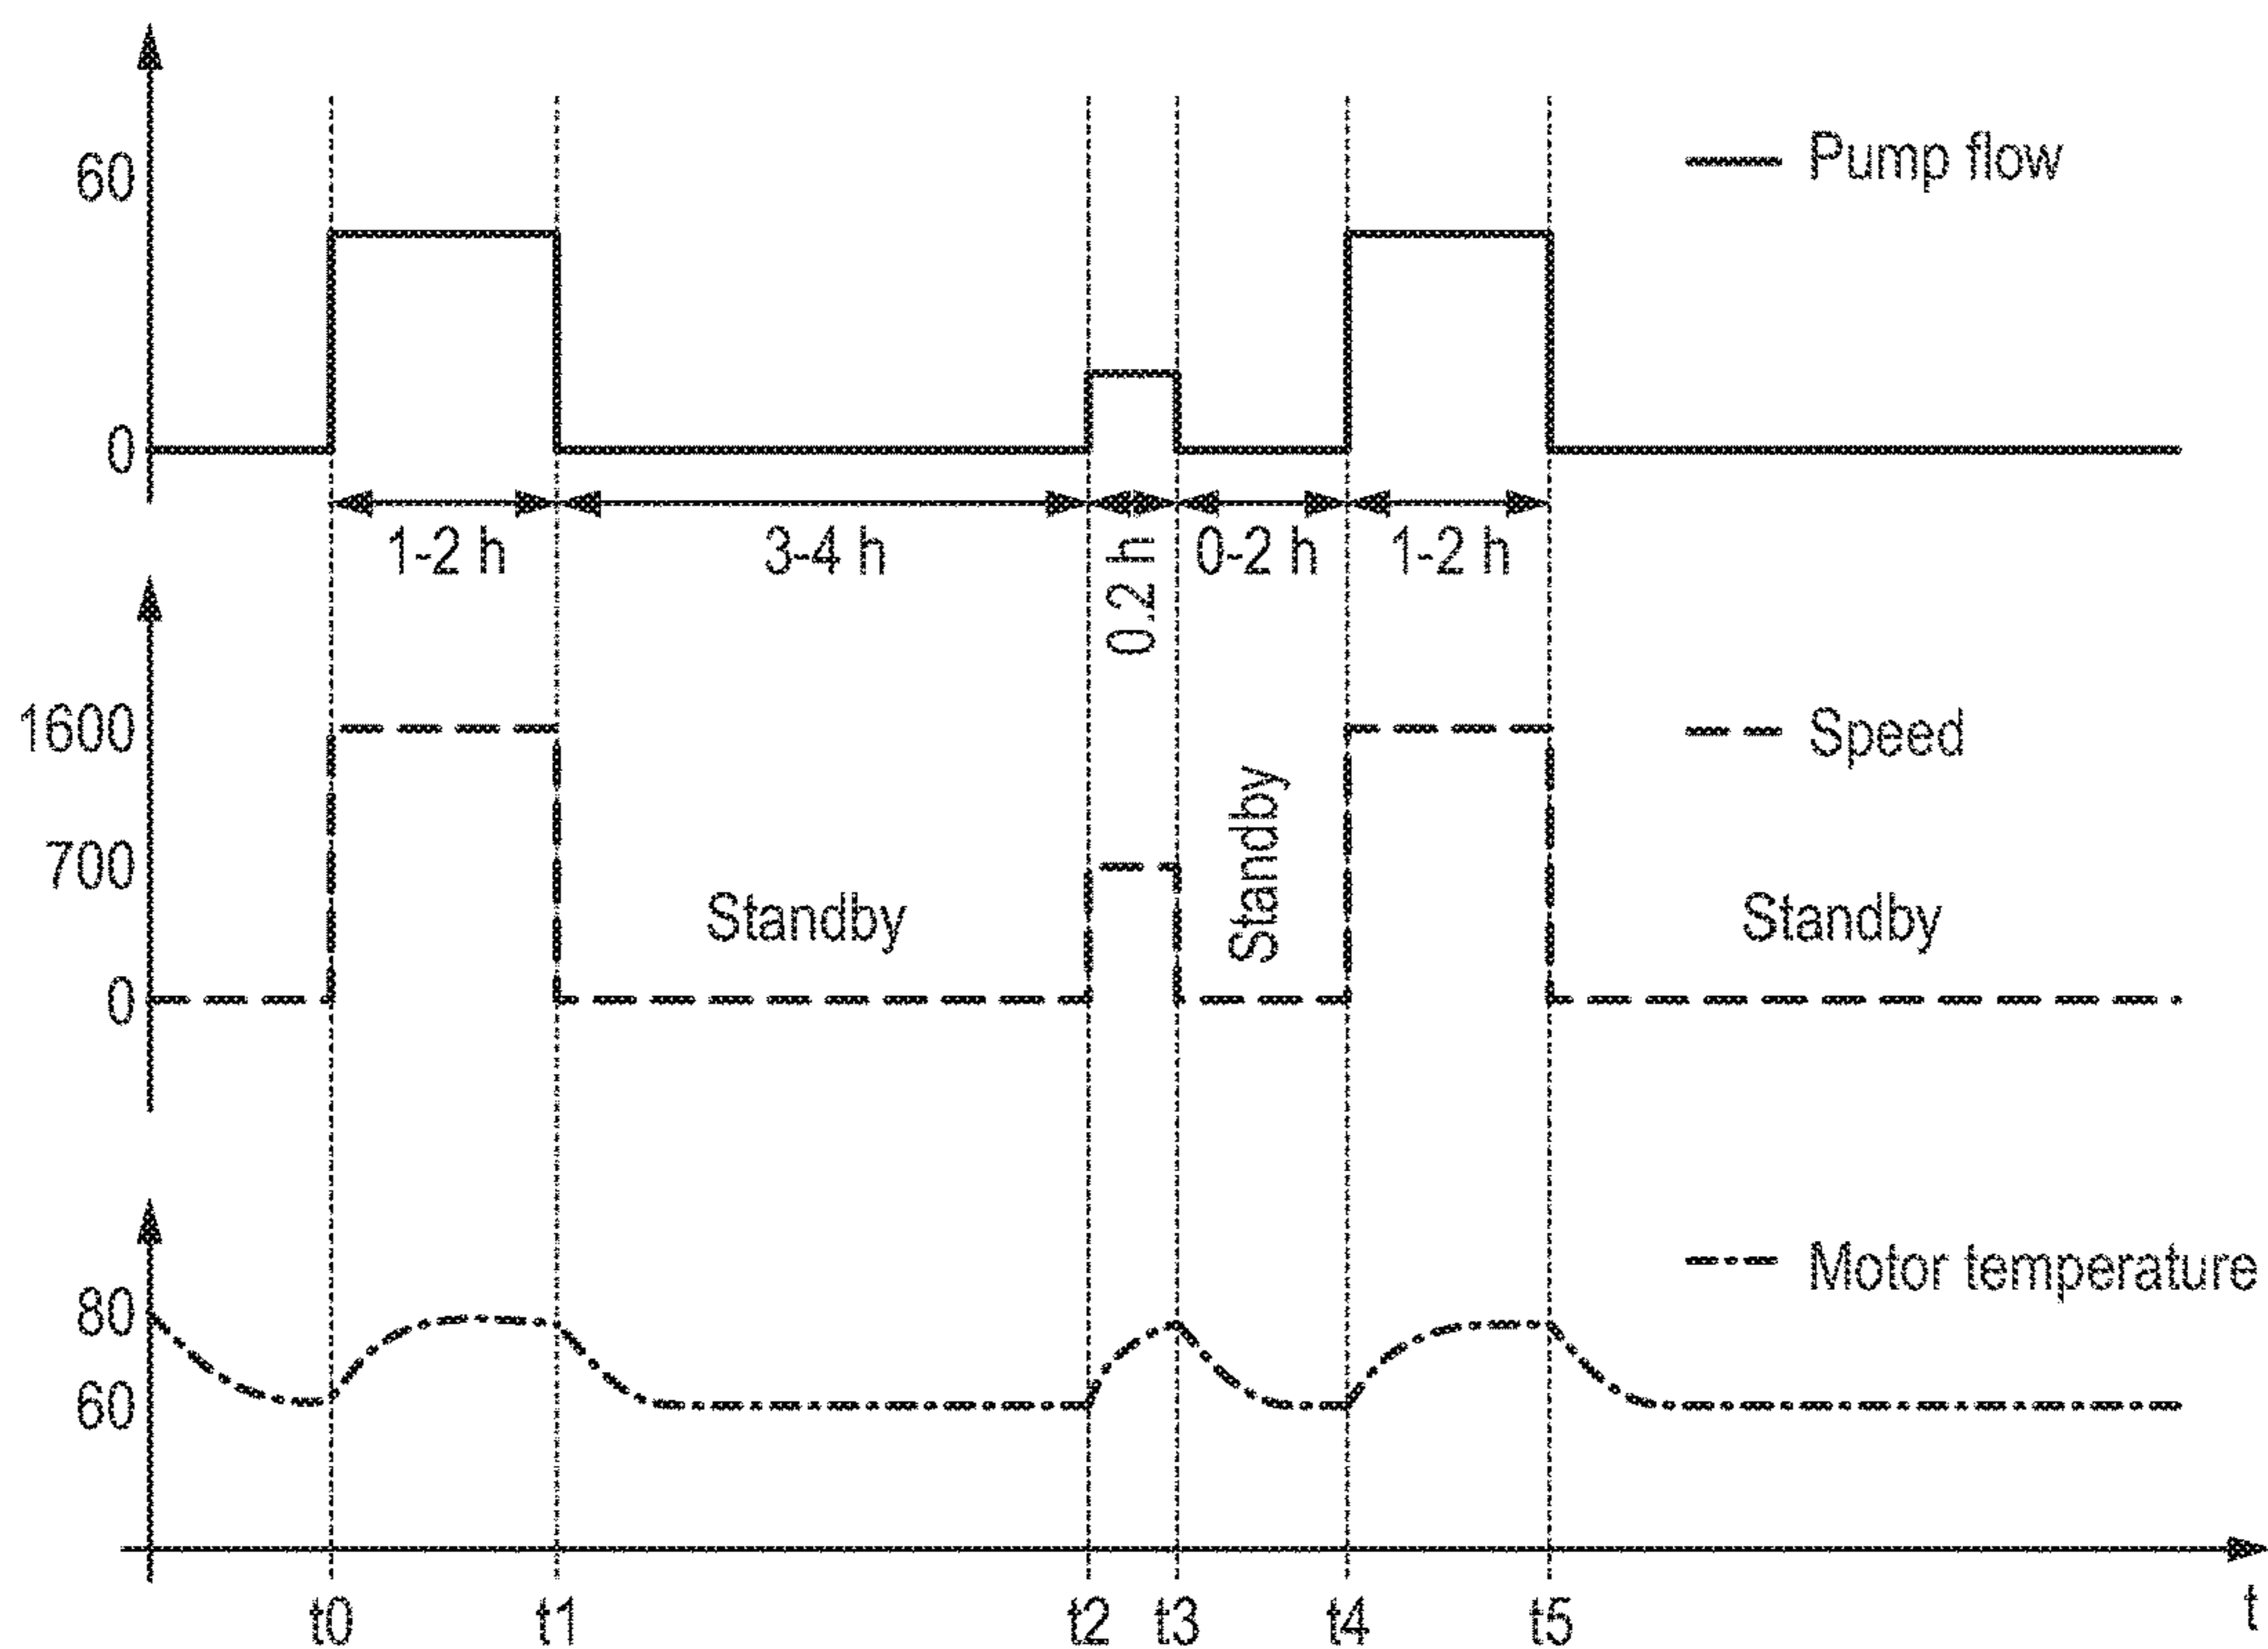 60
Pump flow
0
1-2 h
3-4 h
0.2 h
0-2 h
1-2 h
1600
Speed
700
Standby
Standby
Standby
0
Motor temperature
80
60
t0
t1
t2
t3
t4
t5
t